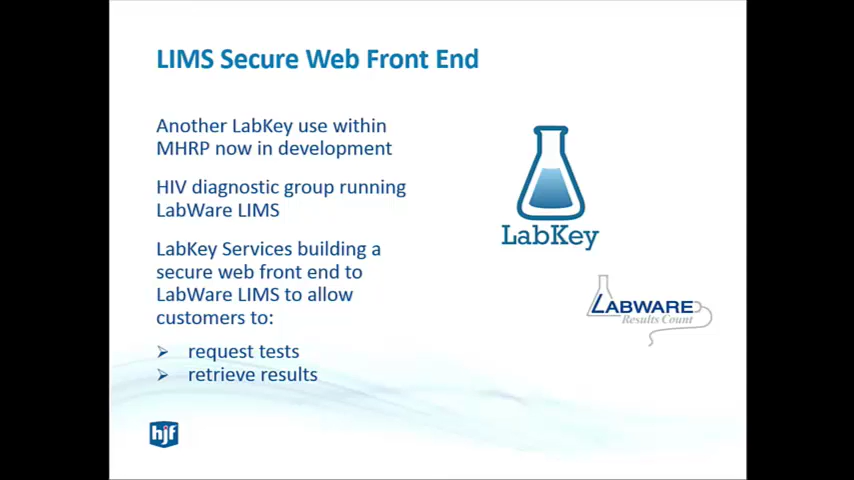 LIMS Secure Web Front End
Another LabKey use within
MHRP now in development
HIV diagnostic group running
LabWare LIMS
LabKey Services building a
secure web front end to
LabWare LIMS to allow
customers to:
request tests
retrieve results
LabKey
LABWARE
Results Count
hjf